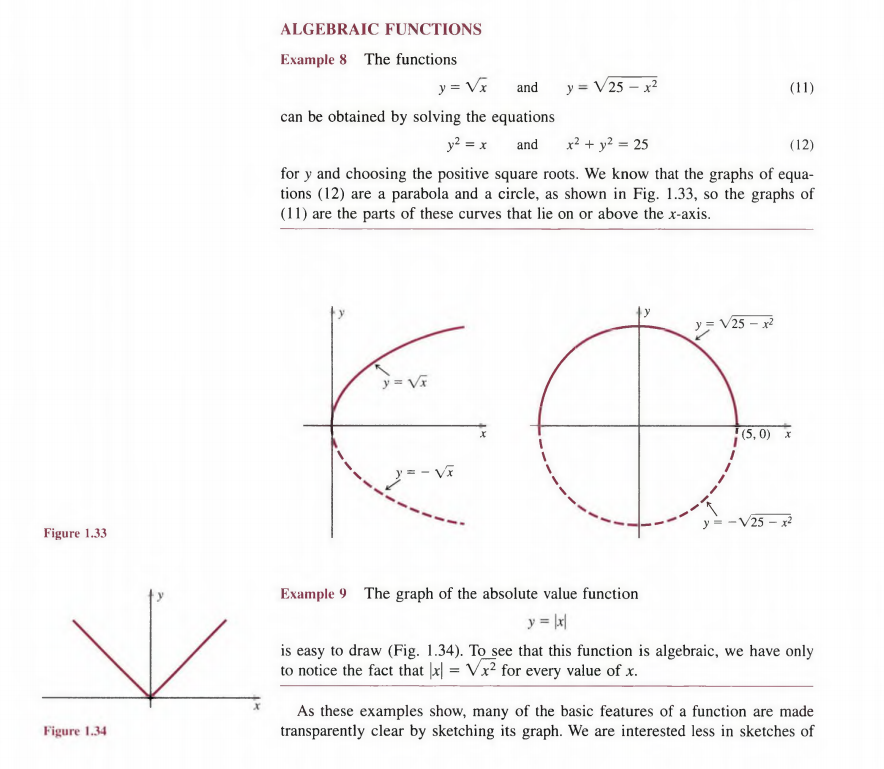 ALGEBRAIC FUNCTIONS
Example 8 The functions
y = √x and y = √25 − x² (11)
can be obtained by solving the equations
y² = x and x² + y² = 25 (12)
for y and choosing the positive square roots. We know that the graphs of equa-
tions (12) are a parabola and a circle, as shown in Fig. 1.33, so the graphs of
(11) are the parts of these curves that lie on or above the x-axis.
y
y = √x
x
y = − √x
y
y = √25 − x²
(5, 0) x
y = −√25 − x²
Figure 1.33
y
x
Figure 1.34
Example 9 The graph of the absolute value function
y = |x|
is easy to draw (Fig. 1.34). To see that this function is algebraic, we have only
to notice the fact that |x| = √x² for every value of x.
As these examples show, many of the basic features of a function are made
transparently clear by sketching its graph. We are interested less in sketches of